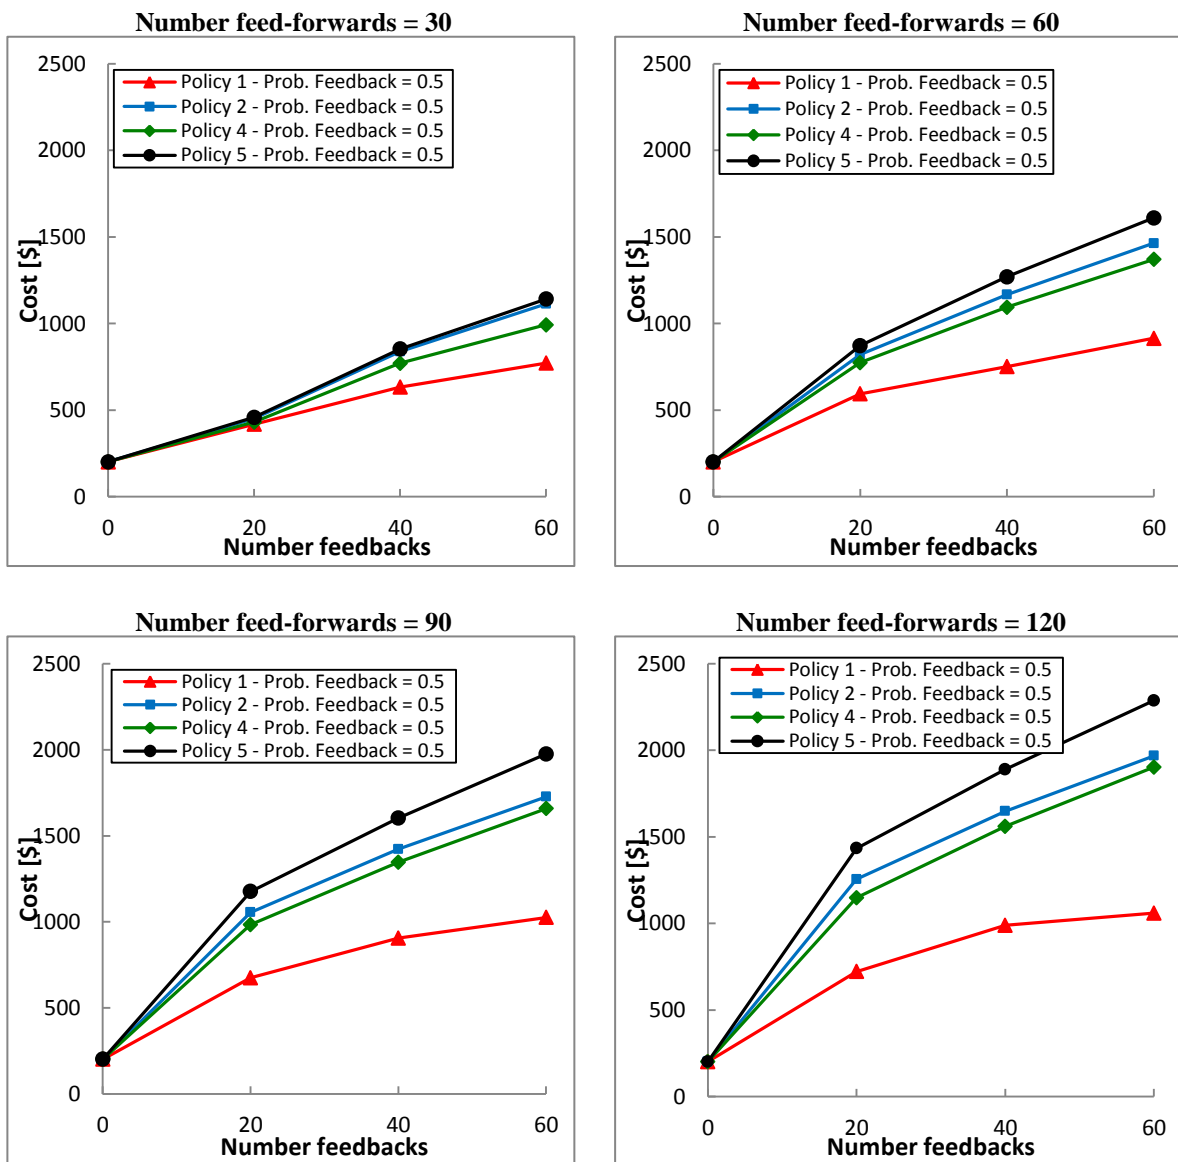 Number feed-forwards = 30
2500
2000
1500
1000
500
0
Cost [$]
Policy 1 - Prob. Feedback = 0.5
Policy 2 - Prob. Feedback = 0.5
Policy 4 - Prob. Feedback = 0.5
Policy 5 - Prob. Feedback = 0.5
0 20 40 60
Number feedbacks
Number feed-forwards = 60
2500
2000
1500
1000
500
0
Cost [$]
Policy 1 - Prob. Feedback = 0.5
Policy 2 - Prob. Feedback = 0.5
Policy 4 - Prob. Feedback = 0.5
Policy 5 - Prob. Feedback = 0.5
0 20 40 60
Number feedbacks
Number feed-forwards = 90
2500
2000
1500
1000
500
0
Cost [$]
Policy 1 - Prob. Feedback = 0.5
Policy 2 - Prob. Feedback = 0.5
Policy 4 - Prob. Feedback = 0.5
Policy 5 - Prob. Feedback = 0.5
0 20 40 60
Number feedbacks
Number feed-forwards = 120
2500
2000
1500
1000
500
0
Cost [$]
Policy 1 - Prob. Feedback = 0.5
Policy 2 - Prob. Feedback = 0.5
Policy 4 - Prob. Feedback = 0.5
Policy 5 - Prob. Feedback = 0.5
0 20 40 60
Number feedbacks